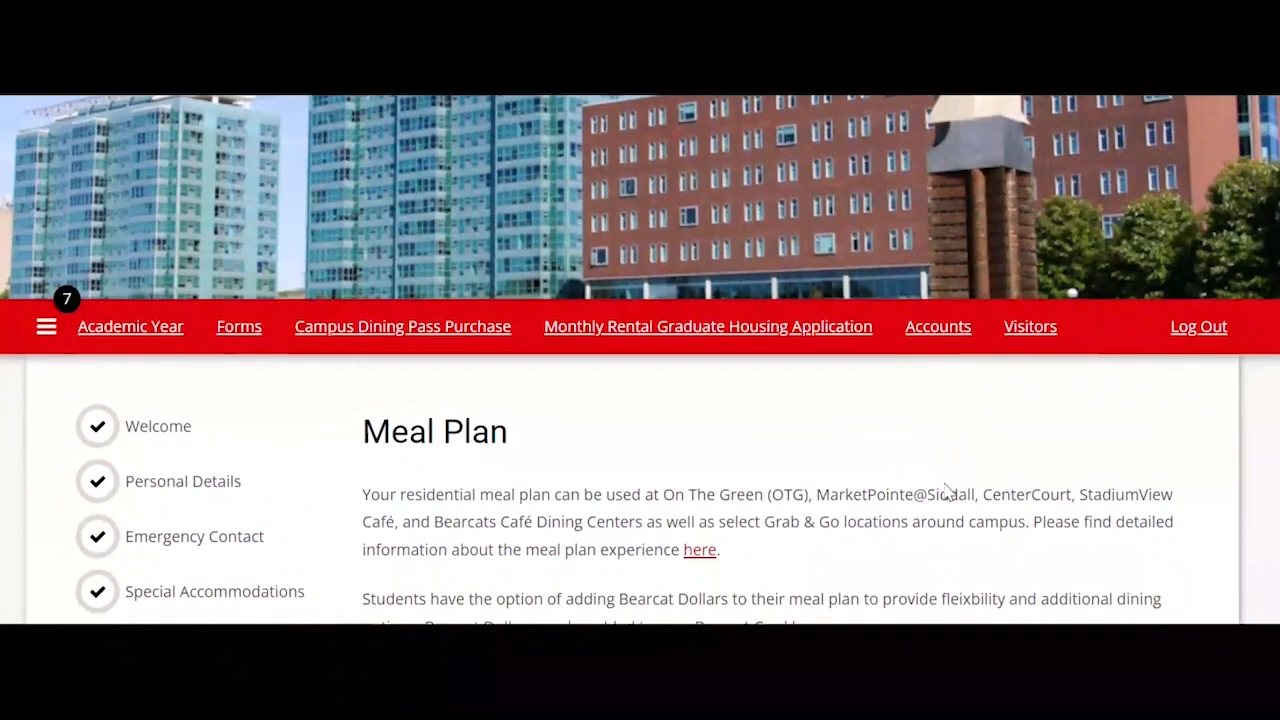 7
Academic Year Forms Campus Dining Pass Purchase Monthly Rental Graduate Housing Application Accounts Visitors Log Out
Welcome
Personal Details
Emergency Contact
Special Accommodations
Meal Plan
Your residential meal plan can be used at On The Green (OTG), MarketPointe@Siddall, CenterCourt, StadiumView
Café, and Bearcats Café Dining Centers as well as select Grab & Go locations around campus. Please find detailed
information about the meal plan experience here.
Students have the option of adding Bearcat Dollars to their meal plan to provide fleixbility and additional dining